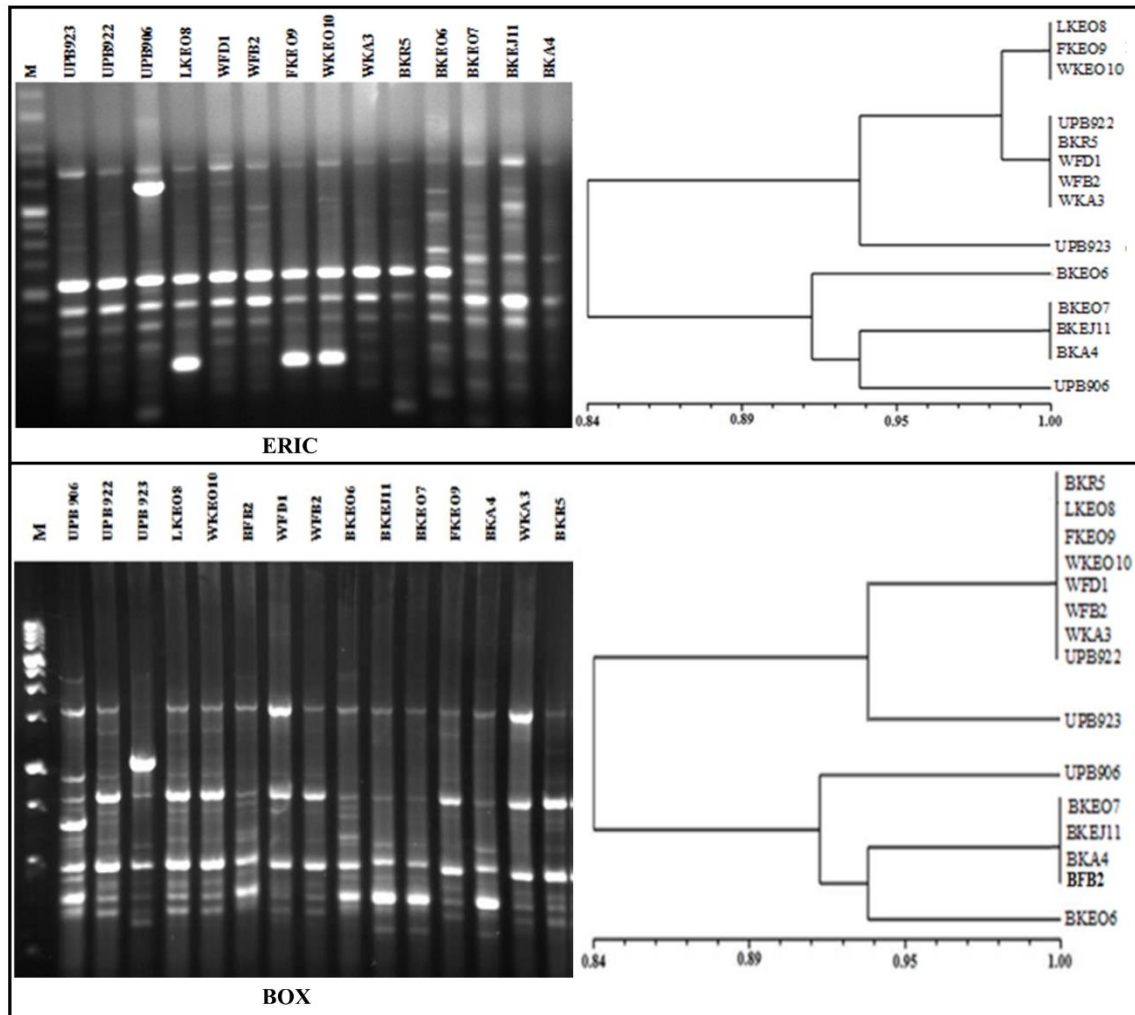 M UPB923 UPB922 UPB906 LKEO8 WFD1 WFB2 FKEO9 WKEO10 WKA3 BKR5 BKEO6 BKEO7 BKEJ11 BKA4
LKEO8
FKEO9
WKEO10
UPB922
BKR5
WFD1
WFB2
WKA3
UPB923
BKEO6
BKEO7
BKEJ11
BKA4
UPB906
0.84 0.89 0.95 1.00
ERIC
M UPB 906 UPB 922 UPB 923 LKEO8 WKEO10 BFB2 WFD1 WFB2 BKEO6 BKEJ11 BKEO7 FKEO9 BKA4 WKA3 BKR5
BKR5
LKEO8
FKEO9
WKEO10
WFD1
WFB2
WKA3
UPB922
UPB923
UPB906
BKEO7
BKEJ11
BKA4
BFB2
BKEO6
0.84 0.89 0.95 1.00
BOX